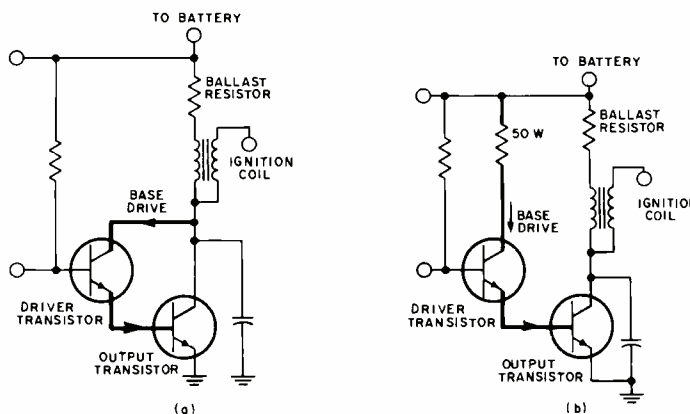 TO BATTERY
BALLAST
RESISTOR
IGNITION
COIL
BASE
DRIVE
DRIVER
TRANSISTOR
OUTPUT
TRANSISTOR
(a)
TO BATTERY
BALLAST
RESISTOR
50 W
IGNITION
COIL
BASE
DRIVE
DRIVER
TRANSISTOR
OUTPUT
TRANSISTOR
(b)